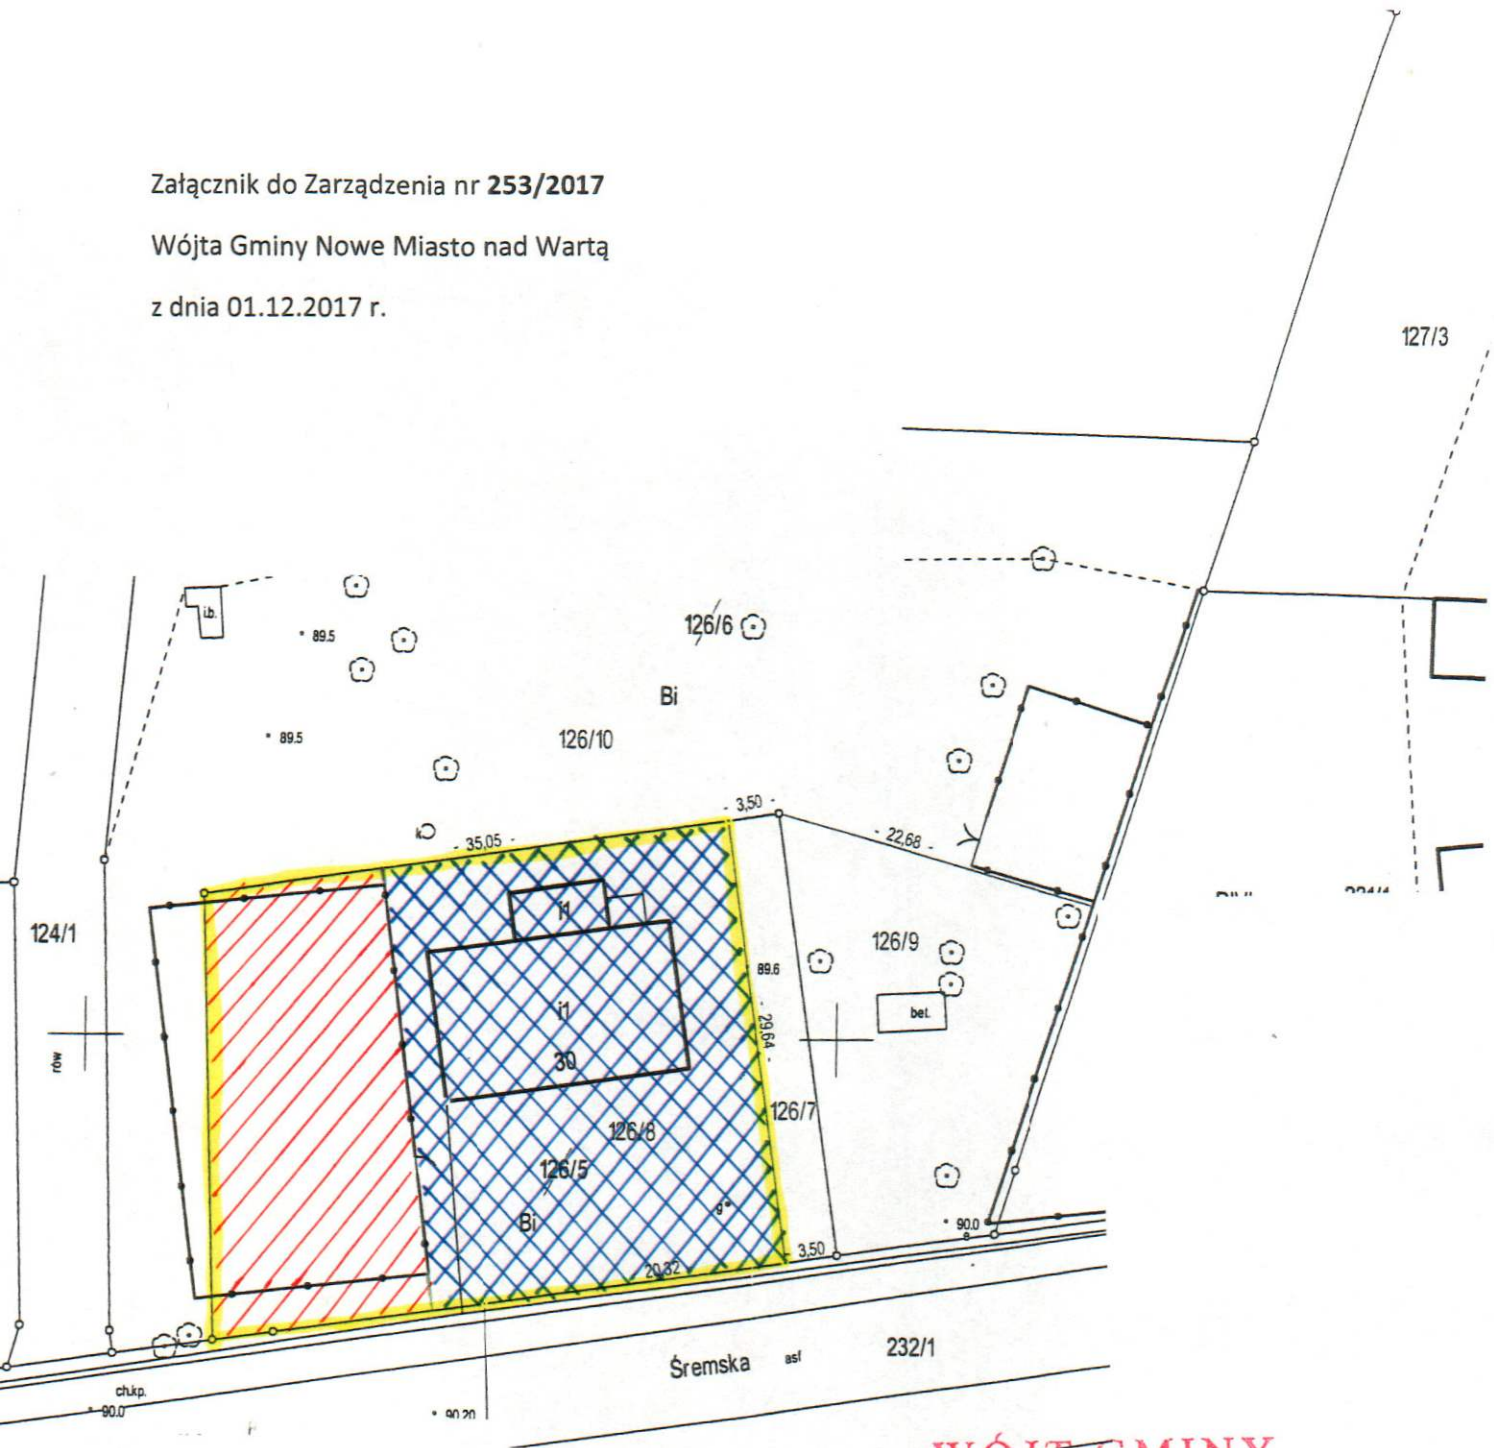 Załącznik do Zarządzenia nr 253/2017
Wójta Gminy Nowe Miasto nad Wartą
z dnia 01.12.2017 r.
127/3
i.b.
89.5
126/6
Bi
89.5
126/10
3,50
k
35,05
22,68
124/1
i1
126/9
89.6
bet.
i1
29,64
rów
30
126/7
126/8
126/5
Bi
g
90.0
3,50
20,32
Śremska
asf
232/1
ch.kp.
90.0
90.20
WÓJT GMINY